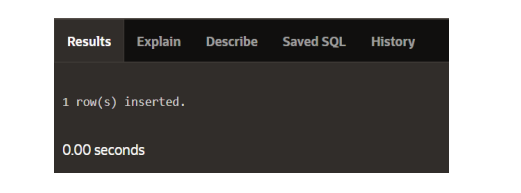 Results Explain Describe Saved SQL History
1 row(s) inserted.
0.00 seconds